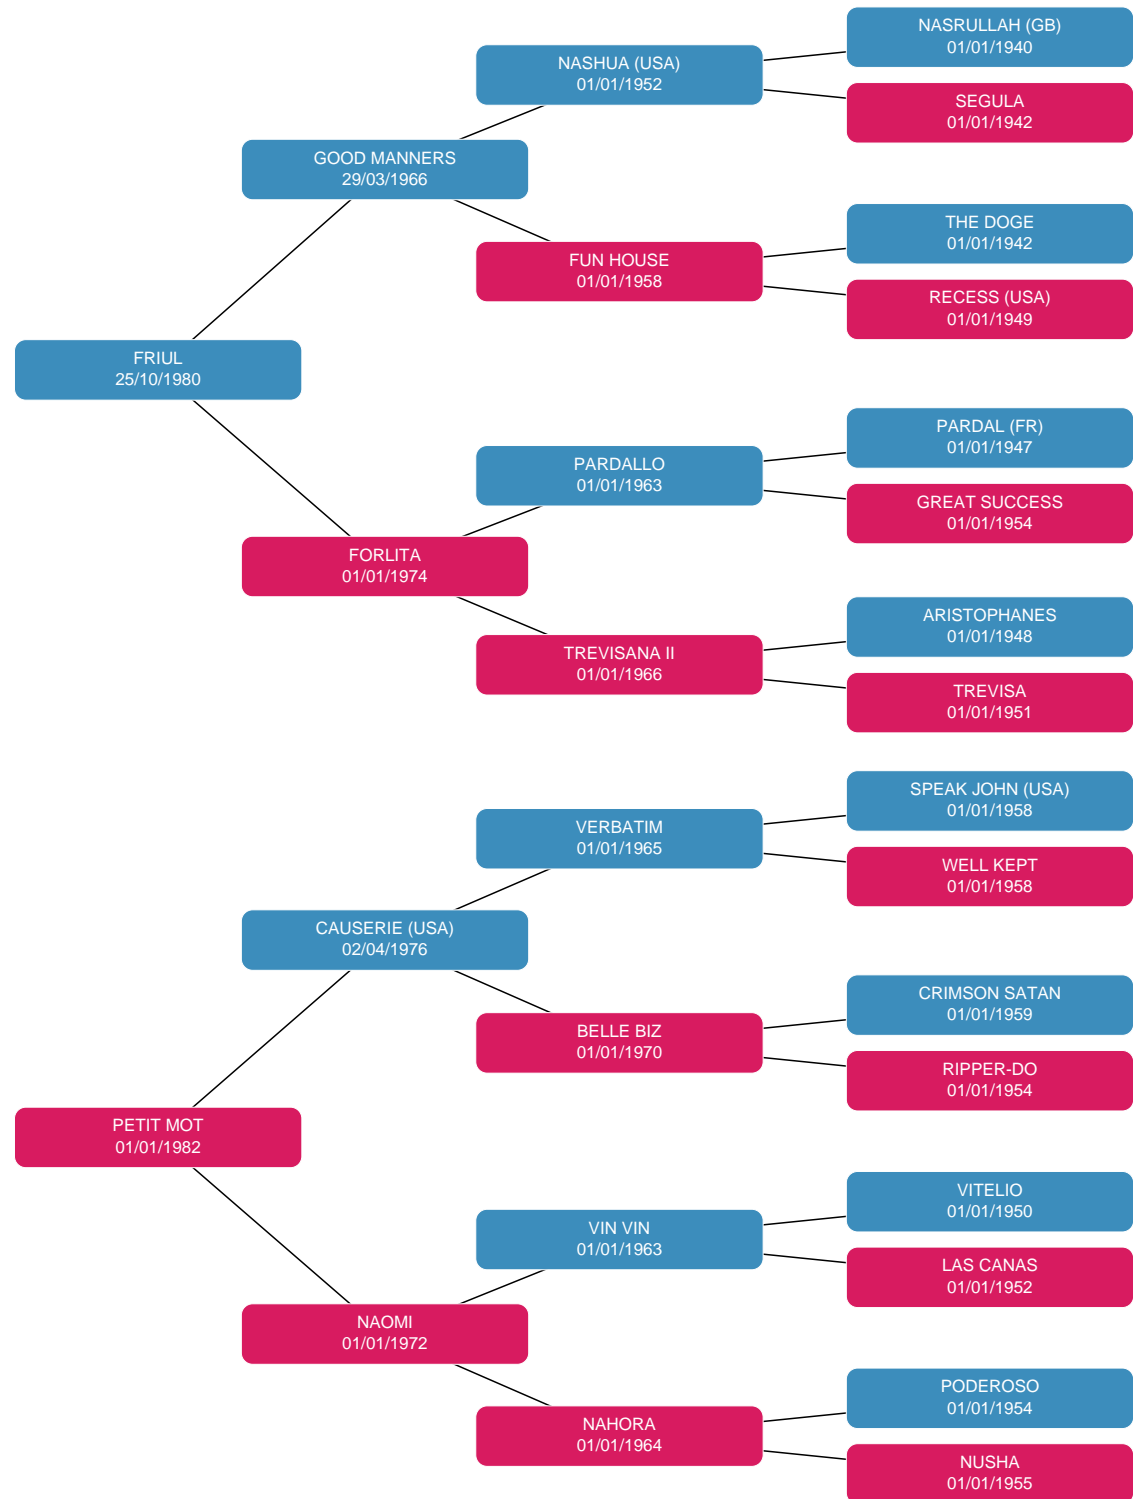 NASRULLAH (GB)
01/01/1940
NASHUA (USA)
01/01/1952
SEGULA
01/01/1942
GOOD MANNERS
29/03/1966
THE DOGE
01/01/1942
FUN HOUSE
01/01/1958
RECESS (USA)
01/01/1949
FRIUL
25/10/1980
PARDAL (FR)
01/01/1947
PARDALLO
01/01/1963
GREAT SUCCESS
01/01/1954
FORLITA
01/01/1974
ARISTOPHANES
01/01/1948
TREVISANA II
01/01/1966
TREVISA
01/01/1951
SPEAK JOHN (USA)
01/01/1958
VERBATIM
01/01/1965
WELL KEPT
01/01/1958
CAUSERIE (USA)
02/04/1976
CRIMSON SATAN
01/01/1959
BELLE BIZ
01/01/1970
RIPPER-DO
01/01/1954
PETIT MOT
01/01/1982
VITELIO
01/01/1950
VIN VIN
01/01/1963
LAS CANAS
01/01/1952
NAOMI
01/01/1972
PODEROSO
01/01/1954
NAHORA
01/01/1964
NUSHA
01/01/1955